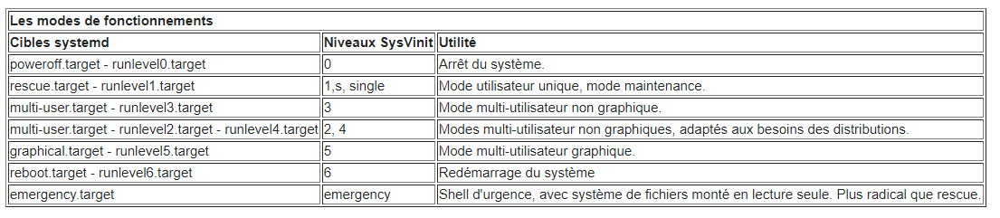 Les modes de fonctionnements
Cibles systemd Niveaux SysVinit Utilité
poweroff.target - runlevel0.target 0 Arrêt du système.
rescue.target - runlevel1.target 1,s, single Mode utilisateur unique, mode maintenance.
multi-user.target - runlevel3.target 3 Mode multi-utilisateur non graphique.
multi-user.target - runlevel2.target - runlevel4.target 2, 4 Modes multi-utilisateur non graphiques, adaptés aux besoins des distributions.
graphical.target - runlevel5.target 5 Mode multi-utilisateur graphique.
reboot.target - runlevel6.target 6 Redémarrage du système
emergency.target emergency Shell d'urgence, avec système de fichiers monté en lecture seule. Plus radical que rescue.